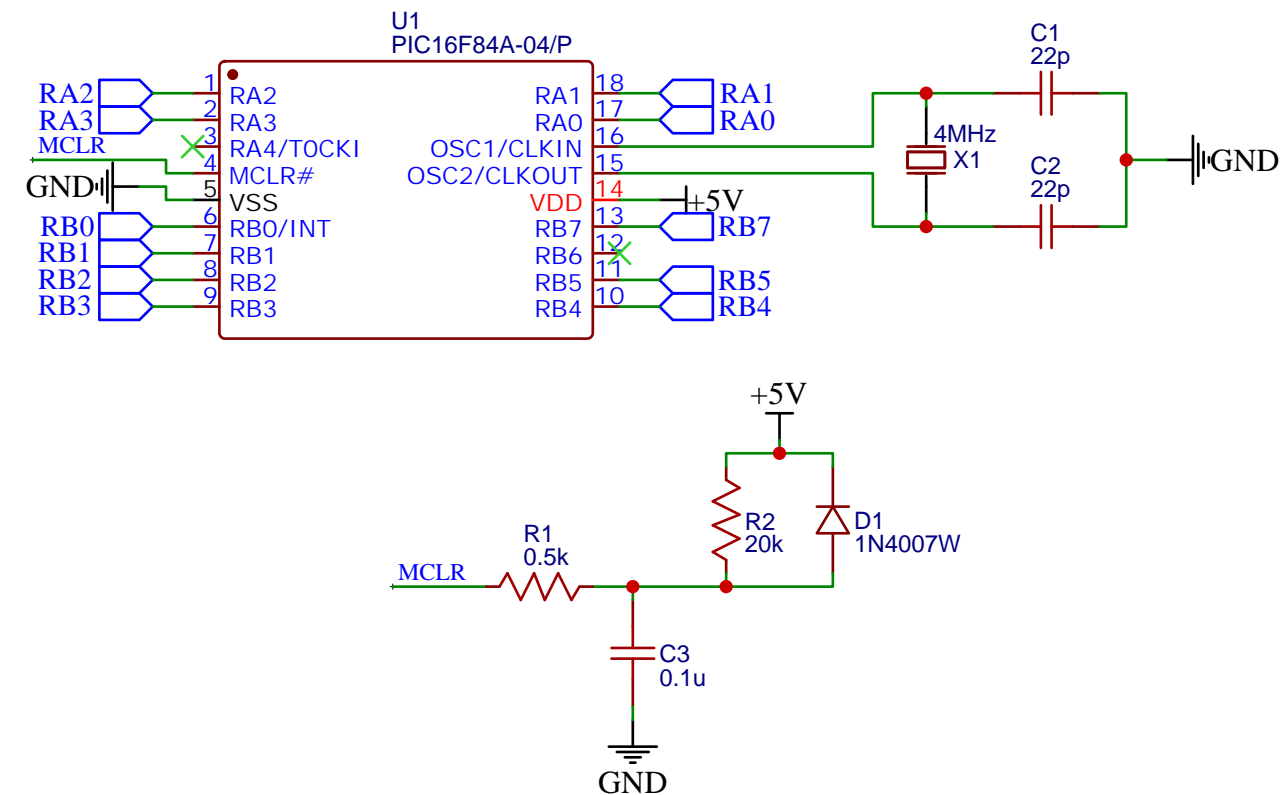 U1
PIC16F84A-04/P
RA2 1 RA2
RA3 2 RA3
3 RA4/T0CKI
MCLR 4 MCLR#
GND 5 VSS
RB0 6 RB0/INT
RB1 7 RB1
RB2 8 RB2
RB3 9 RB3
RA1 18 RA1
RA0 17 RA0
OSC1/CLKIN 16
OSC2/CLKOUT 15
VDD 14 +5V
RB7 13 RB7
RB6 12
RB5 11 RB5
RB4 10 RB4
C1
22p
4MHz
X1
C2
22p
GND
+5V
R2
20k
D1
1N4007W
R1
0.5k
MCLR
C3
0.1u
GND